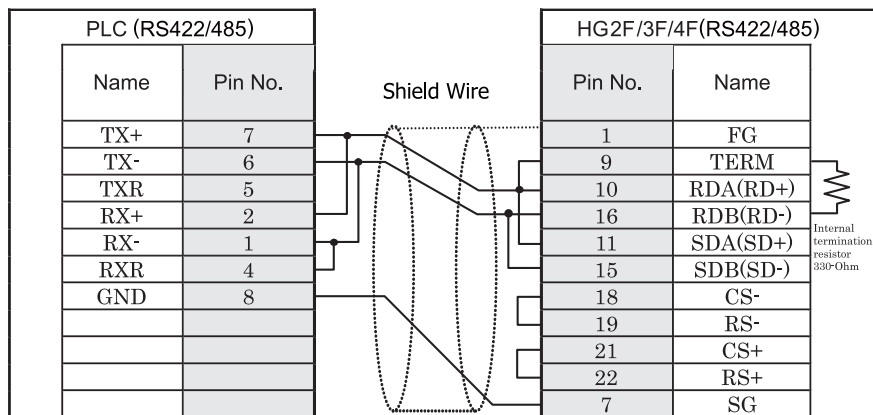 PLC (RS422/485)
HG2F/3F/4F(RS422/485)
Name Pin No. Shield Wire Pin No. Name
TX+ 7 1 FG
TX- 6 9 TERM
TXR 5 10 RDA(RD+)
RX+ 2 16 RDB(RD-)
RX- 1 11 SDA(SD+)
RXR 4 15 SDB(SD-)
GND 8 18 CS-
19 RS-
21 CS+
22 RS+
7 SG
Internal
termination
resistor
330-Ohm